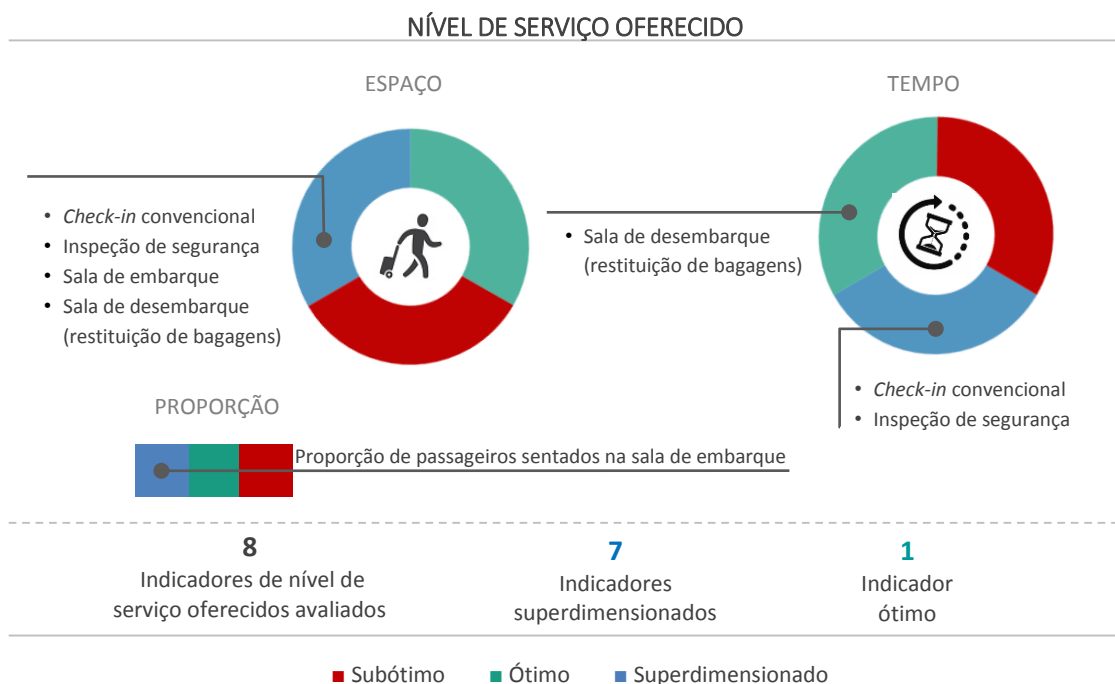 NÍVEL DE SERVIÇO OFERECIDO
ESPAÇO
• Check-in convencional
• Inspeção de segurança
• Sala de embarque
• Sala de desembarque
(restituição de bagagens)
TEMPO
• Sala de desembarque
(restituição de bagagens)
• Check-in convencional
• Inspeção de segurança
PROPORÇÃO
Proporção de passageiros sentados na sala de embarque
8
Indicadores de nível de
serviço oferecidos avaliados
7
Indicadores
superdimensionados
1
Indicador
ótimo
Subótimo
Ótimo
Superdimensionado